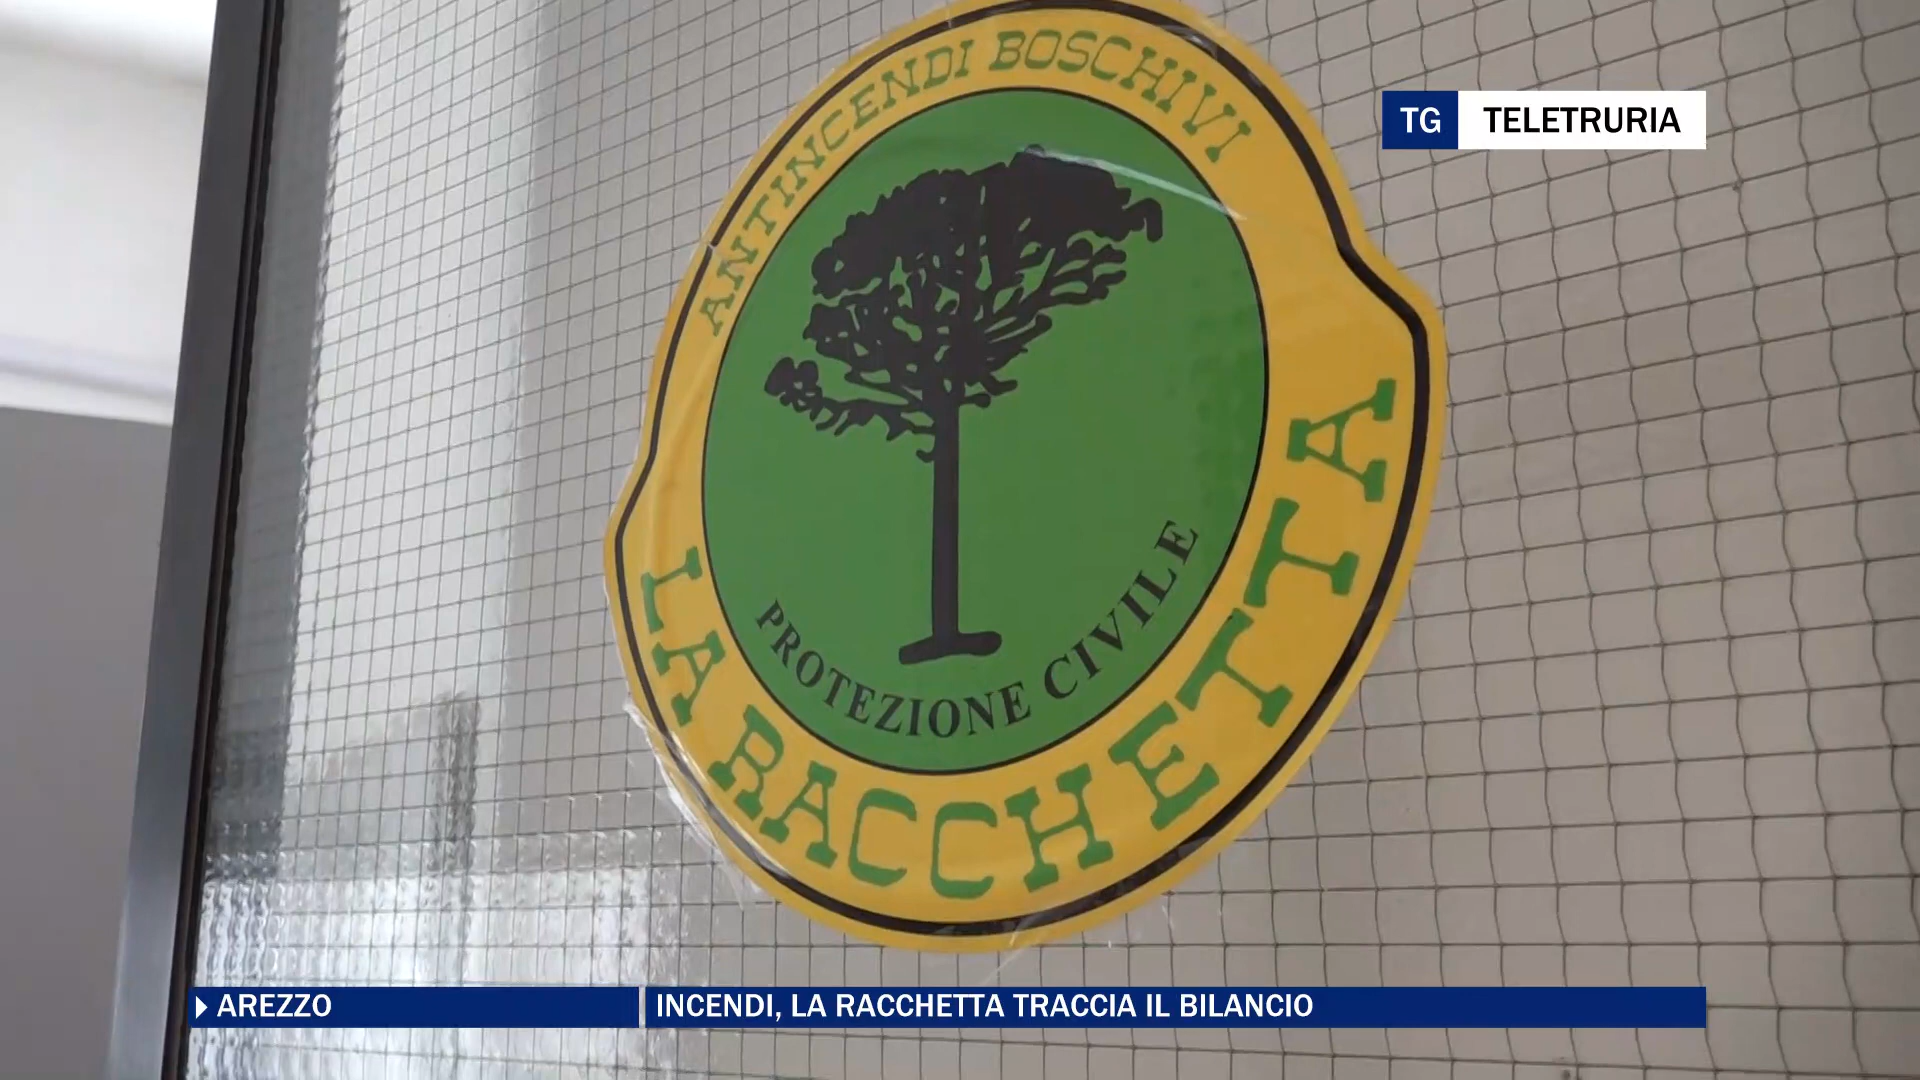 ANTINCENDI BOSCHIVI
TG TELETRURIA
PROTEZIONE CIVILE
LA RACCHETTA
AREZZO
INCENDI, LA RACCHETTA TRACCIA IL BILANCIO